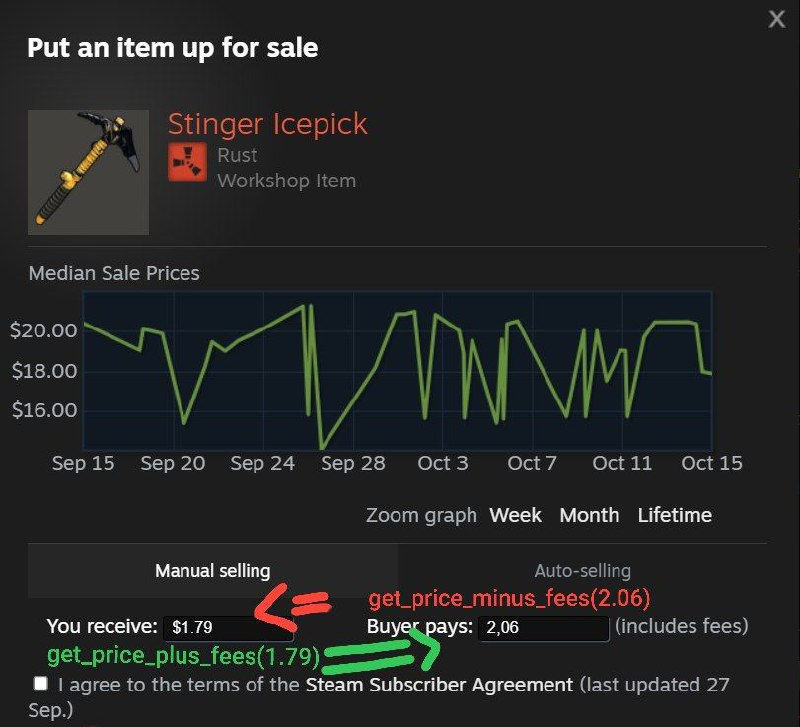 X
Put an item up for sale
Stinger Icepick
Rust
Workshop Item
Median Sale Prices
$20.00
$18.00
$16.00
Sep 15 Sep 20 Sep 24 Sep 28 Oct 3 Oct 7 Oct 11 Oct 15
Zoom graph Week Month Lifetime
Manual selling Auto-selling
get_price_minus_fees(2.06)
You receive: $1.79 Buyer pays: 2,06 (includes fees)
get_price_plus_fees(1.79)
I agree to the terms of the Steam Subscriber Agreement (last updated 27
Sep.)